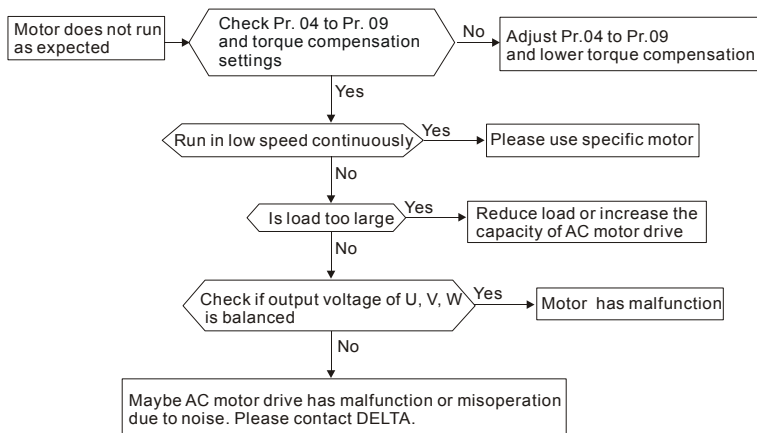 Motor does not run
as expected
Check Pr. 04 to Pr. 09
and torque compensation
settings
No
Adjust Pr.04 to Pr.09
and lower torque compensation
Yes
Run in low speed continuously
Yes
Please use specific motor
No
Is load too large
Yes
Reduce load or increase the
capacity of AC motor drive
No
Check if output voltage of U, V, W
is balanced
Yes
Motor has malfunction
No
Maybe AC motor drive has malfunction or misoperation
due to noise. Please contact DELTA.